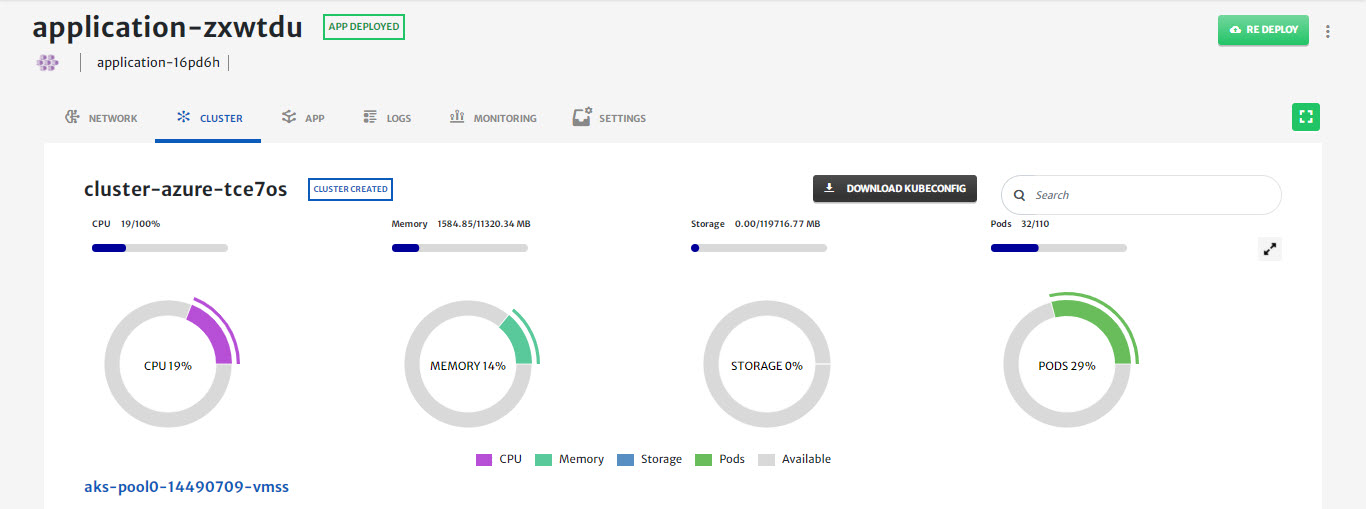 application-zxwtdu APP DEPLOYED RE DEPLOY
application-16pd6h
NETWORK CLUSTER APP LOGS MONITORING SETTINGS
cluster-azure-tce7os CLUSTER CREATED DOWNLOAD KUBECONFIG Search
CPU 19/100% Memory 1584.85/11320.34 MB Storage 0.00/119716.77 MB Pods 32/110
CPU 19% MEMORY 14% STORAGE 0% PODS 29%
CPU Memory Storage Pods Available
aks-pool0-14490709-vmss